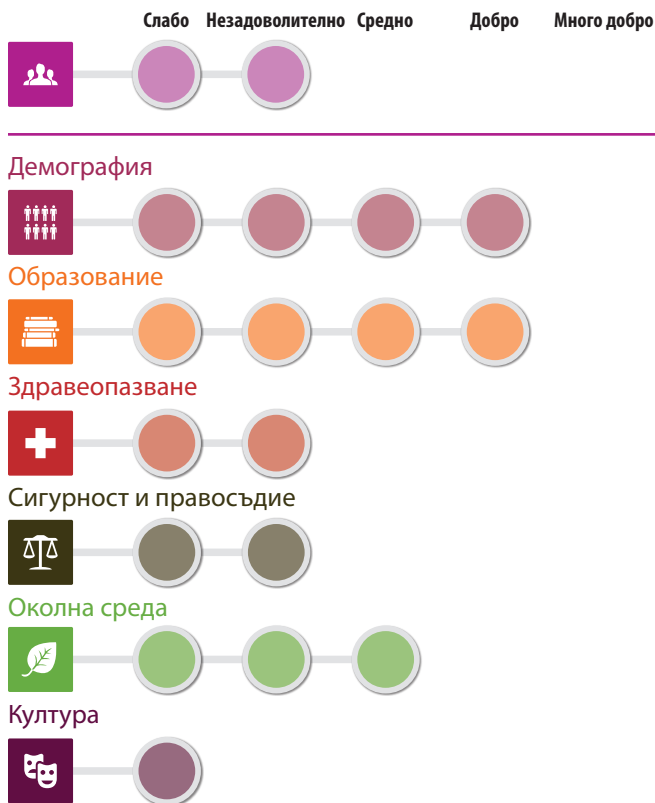 Слабо Незадоволително Средно Добро Много добро
Демография
Образование
Здравеопазване
Сигурност и правосъдие
Околна среда
Култура